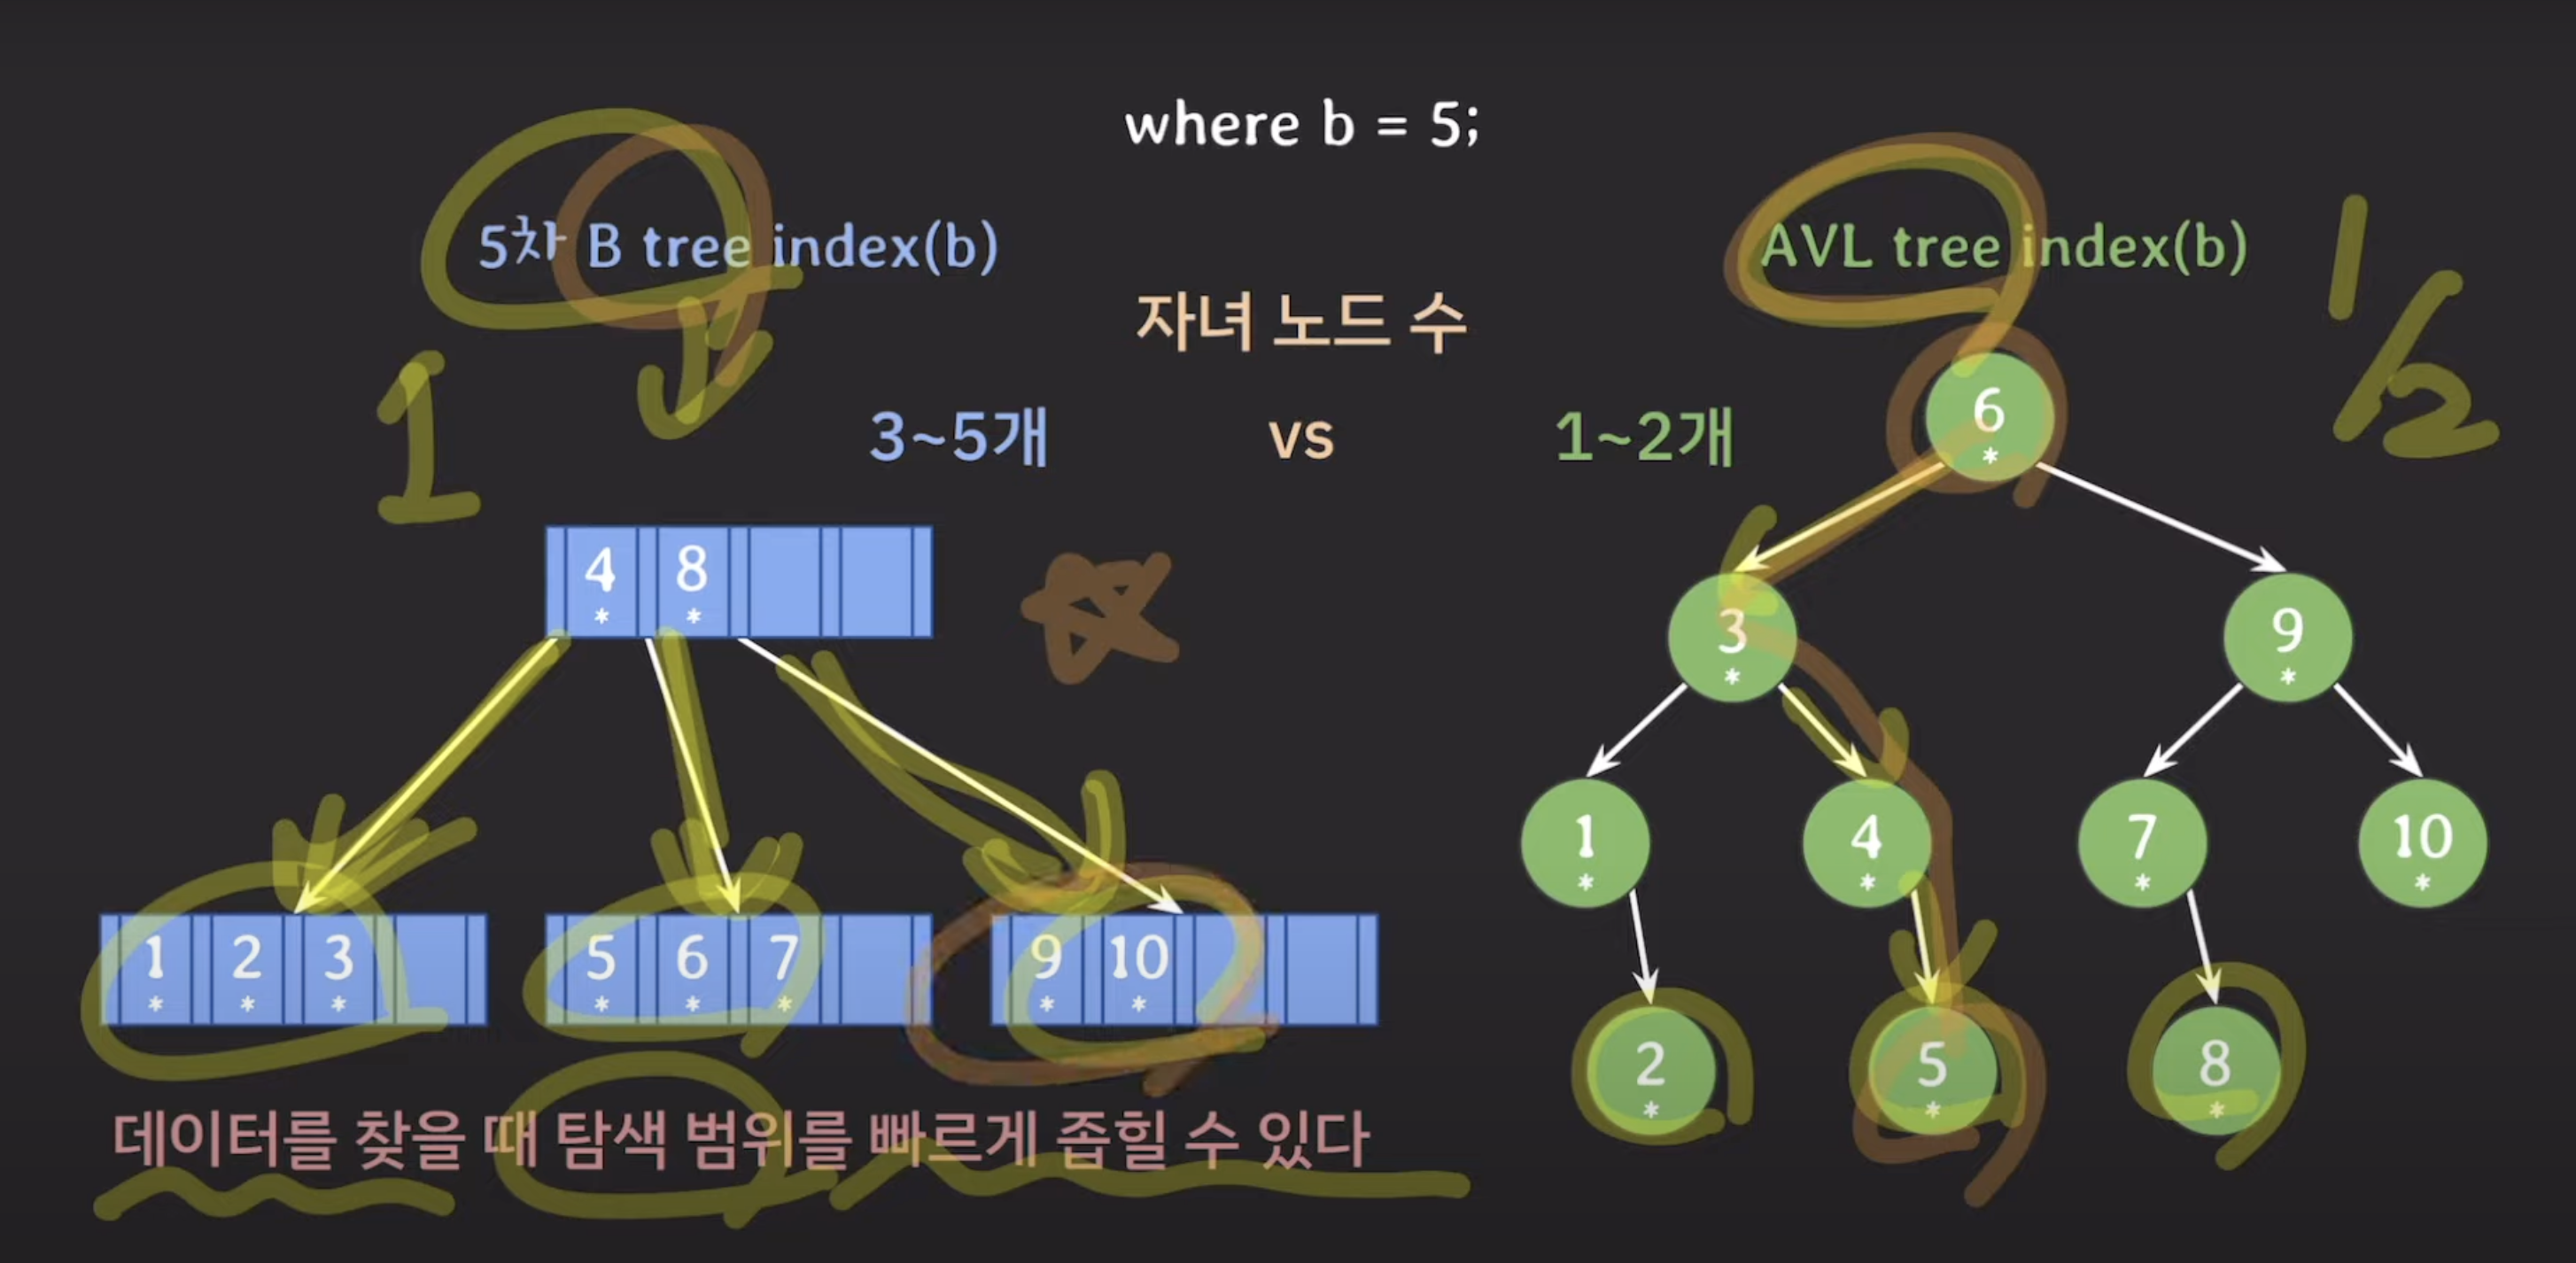 where b = 5;
5차 B tree index(b)
AVL tree index(b)
1/2
자녀 노드 수
1
3~5개
vs
1~2개
6
*
4 8
* *
3 9
* *
1 4 7 10
* * * *
1 2 3
* * *
5 6 7
* * *
9 10
* *
2 5 8
* * *
데이터를 찾을 때 탐색 범위를 빠르게 좁힐 수 있다